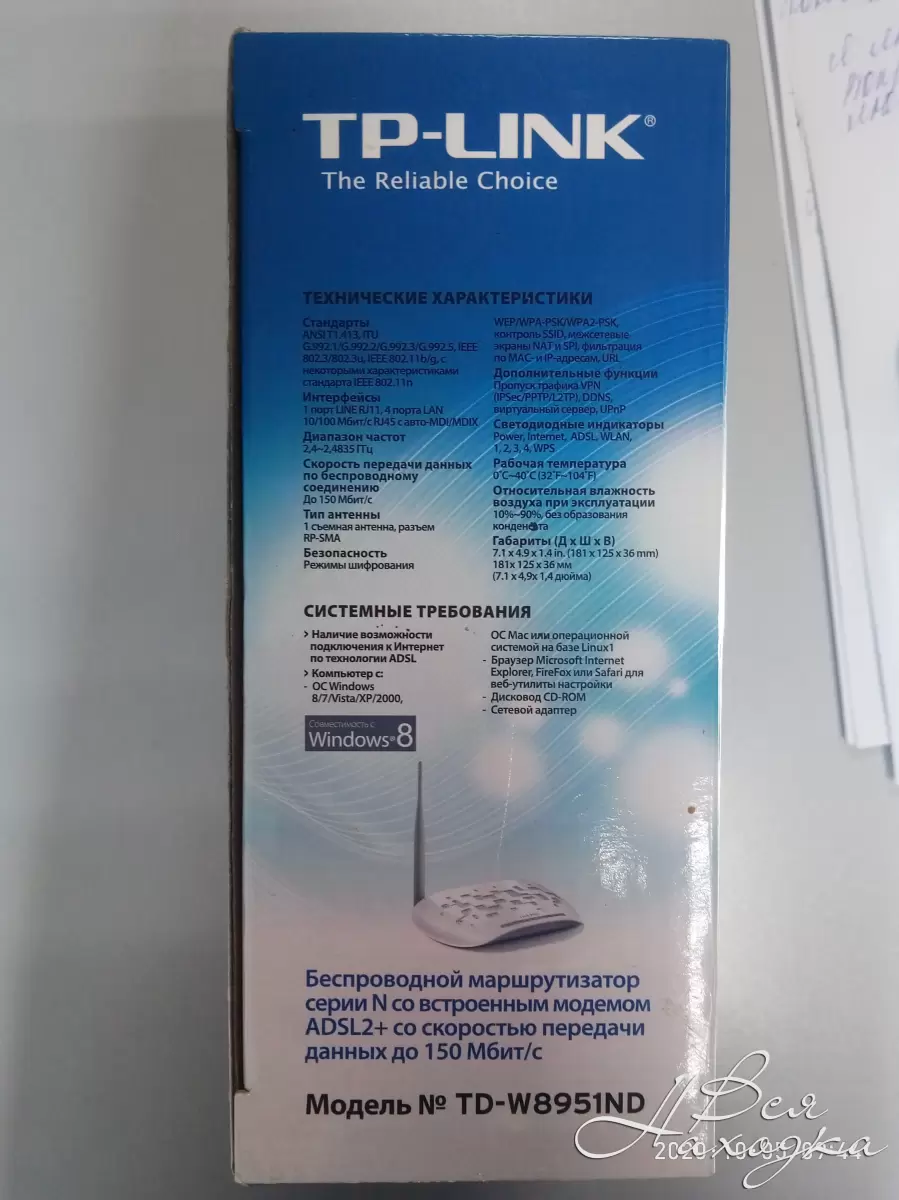 TP-LINK®
The Reliable Choice
ТЕХНИЧЕСКИЕ ХАРАКТЕРИСТИКИ
Стандарты
ANSI T1.413, ITU
G.992.1/G.992.2/G.992.3/G.992.5, IEEE
802.3/802.3u, IEEE 802.11b/g, с
некоторыми характеристиками
стандарта IEEE 802.11n
Интерфейсы
1 порт LINE RJ11, 4 порта LAN
10/100 Мбит/с RJ45 с авто-MDI/MDIX
Диапазон частот
2,4~2,4835 ГГц
Скорость передачи данных
по беспроводному
соединению
До 150 Мбит/с
Тип антенны
1 съемная антенна, разъем
RP-SMA
Безопасность
Режимы шифрования
WEP/WPA-PSK/WPA2-PSK,
контроль SSID, межсетевые
экраны NAT и SPI, фильтрация
по MAC- и IP-адресам, URL
Дополнительные функции
Пропуск трафика VPN
(IPSec/PPTP/L2TP), DDNS,
виртуальный сервер, UPnP
Светодиодные индикаторы
Power, Internet, ADSL, WLAN,
1, 2, 3, 4, WPS
Рабочая температура
0°C~40°C (32°F~104°F)
Относительная влажность
воздуха при эксплуатации
10%~90%, без образования
конденсата
Габариты (Д x Ш x В)
7.1 x 4.9 x 1.4 in. (181 x 125 x 36 mm)
181x 125 x 36 мм
(7.1 x 4,9x 1,4 дюйма)
СИСТЕМНЫЕ ТРЕБОВАНИЯ
› Наличие возможности
подключения к Интернет
по технологии ADSL
› Компьютер с:
- ОС Windows
8/7/Vista/XP/2000,
ОС Mac или операционной
системой на базе Linux1
- Браузер Microsoft Internet
Explorer, FireFox или Safari для
веб-утилиты настройки
- Дисковод CD-ROM
- Сетевой адаптер
Совместимость с
Windows®8
Беспроводной маршрутизатор
серии N со встроенным модемом
ADSL2+ со скоростью передачи
данных до 150 Мбит/с
Модель № TD-W8951ND
Вся
Находка